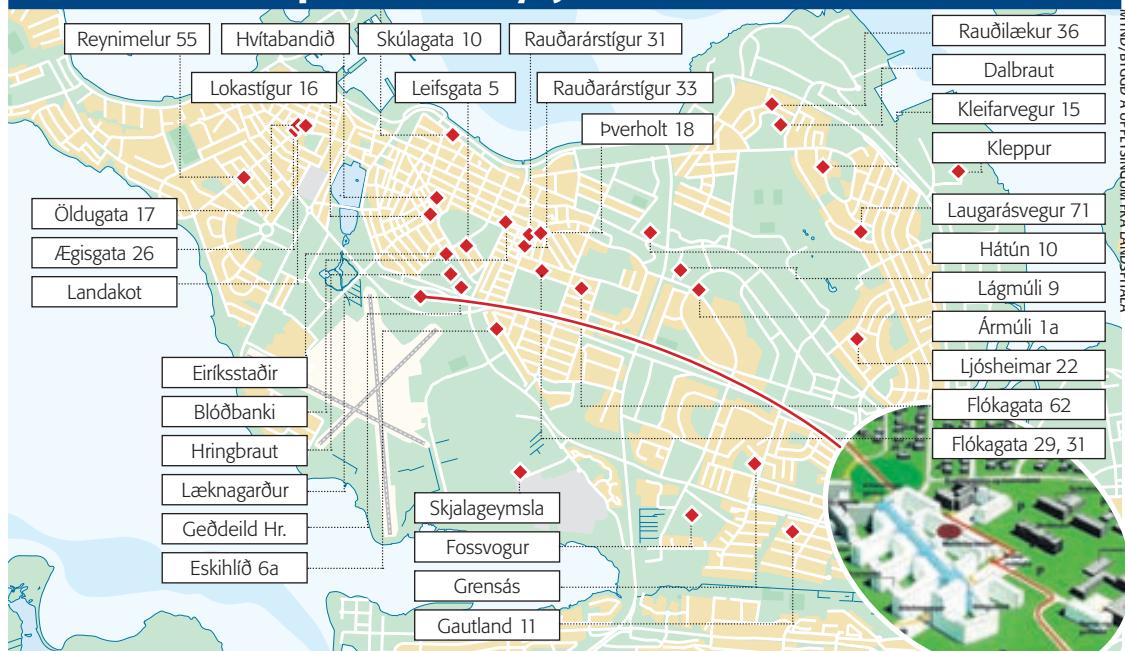 Reynimelur 55
Hvítabandið
Skúlagata 10
Rauðarárstígur 31
Rauðilækur 36
Lokastígur 16
Leifsgata 5
Rauðarárstígur 33
Dalbraut
Þverholt 18
Kleifarvegur 15
Kleppur
Öldugata 17
Laugarásvegur 71
Ægisgata 26
Hátún 10
Landakot
Lágmúli 9
Ármúli 1a
Eiríksstaðir
Ljósheimar 22
Blóðbanki
Flókagata 62
Hringbraut
Flókagata 29, 31
Læknagarður
Skjalageymsla
Geðdeild Hr.
Fossvogur
Eskihlíð 6a
Grensás
Gautland 11